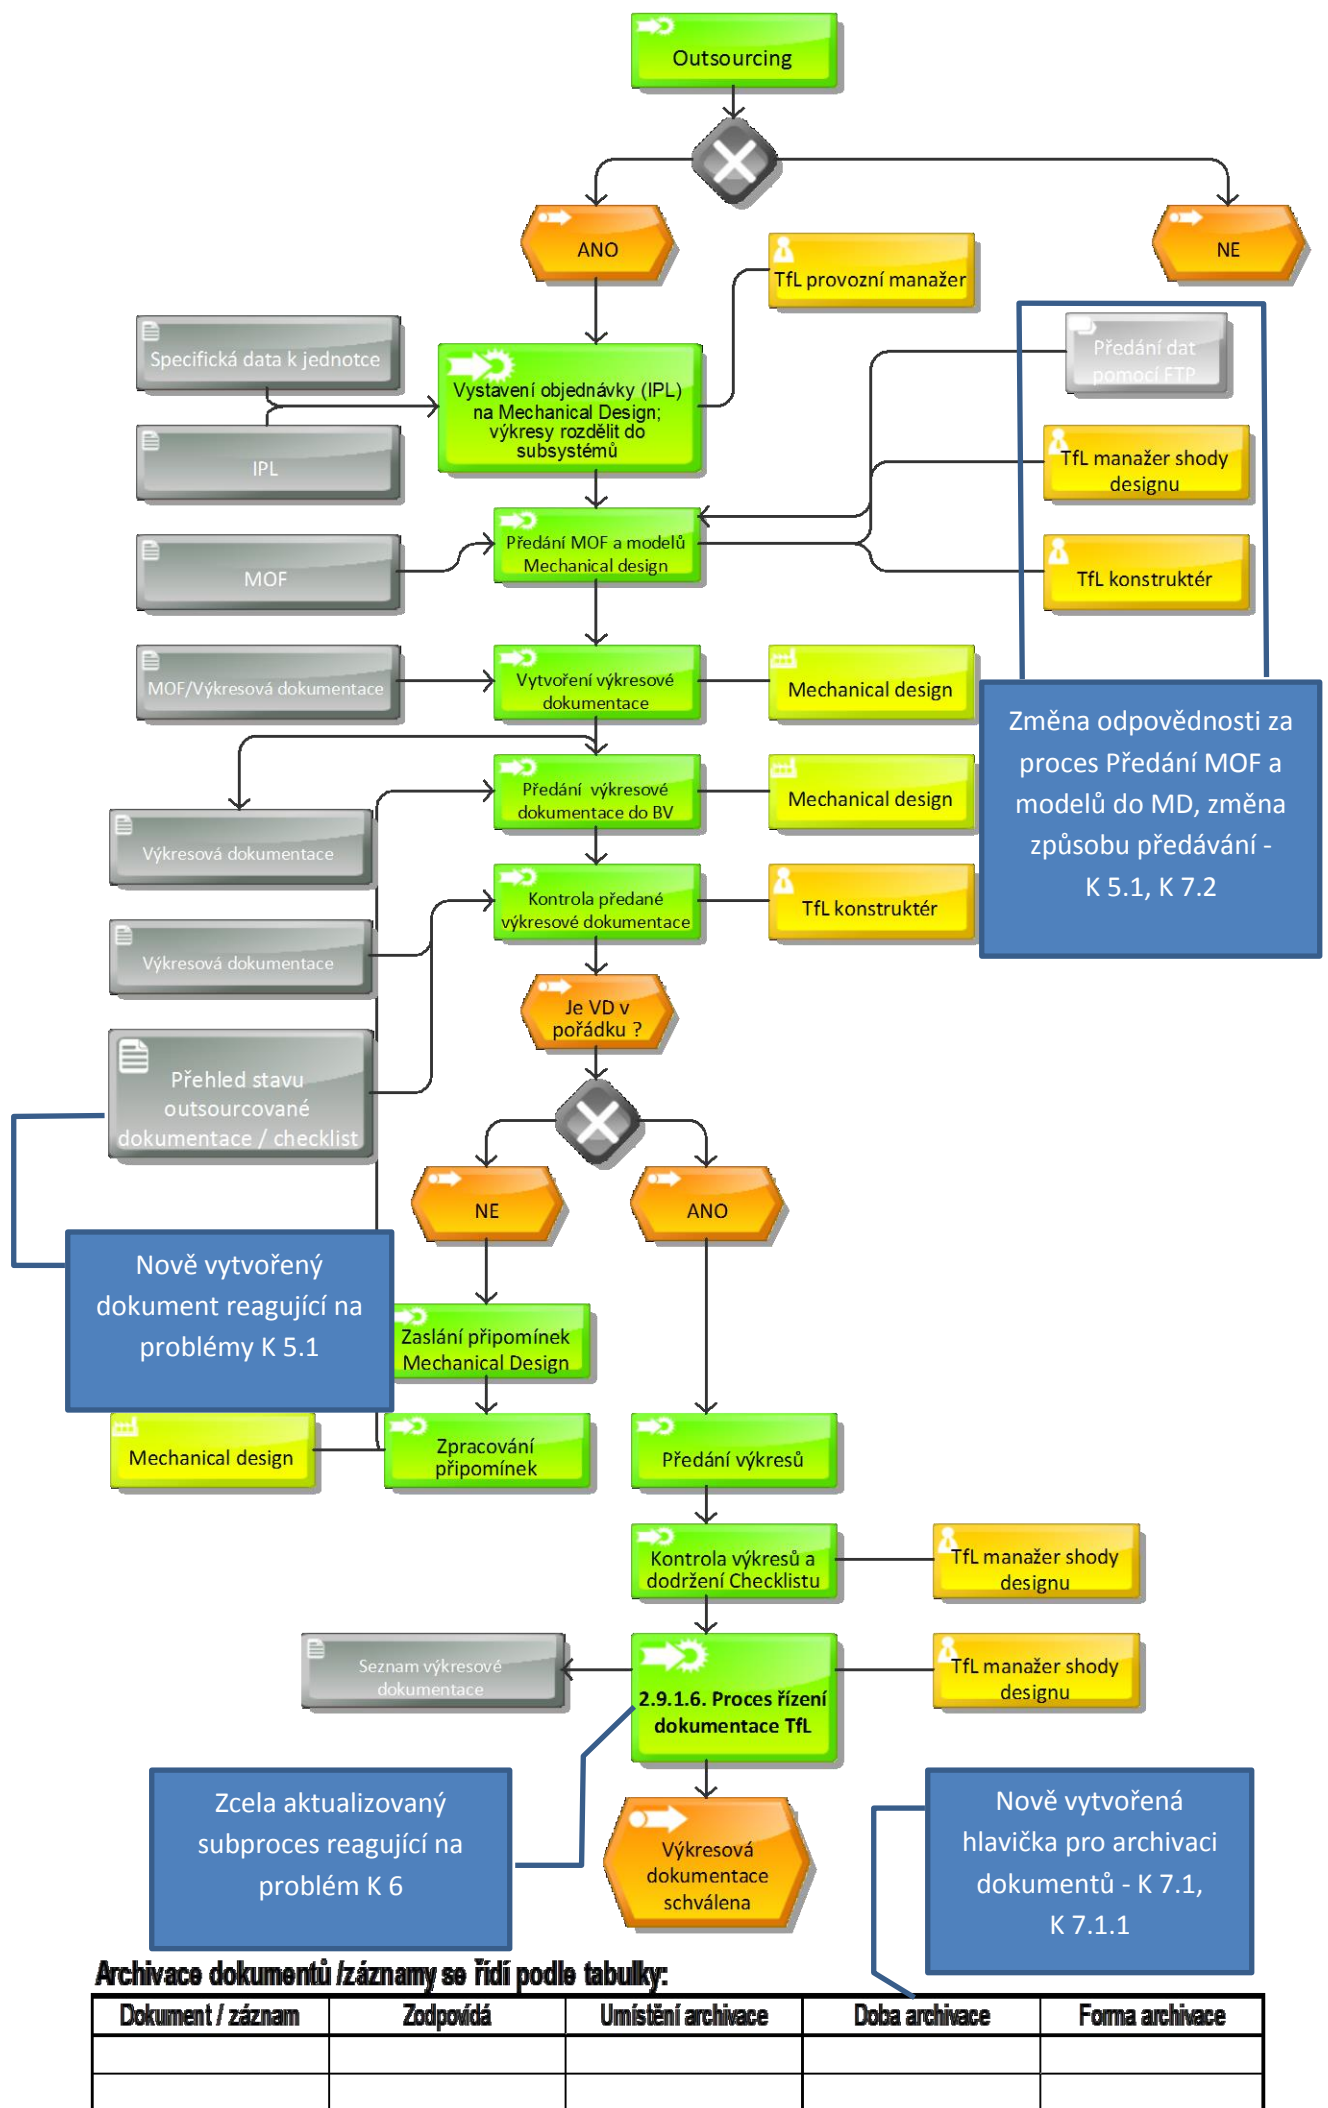 Outsourcing
ANO
NE
TfL provozní manažer
Specifická data k jednotce
Předání dat
pomocí FTP
Vystavení objednávky (IPL)
na Mechanical Design;
výkresy rozdělit do
subsystémů
IPL
TfL manažer shody
designu
Předání MOF a modelů
Mechanical design
MOF
TfL konstruktér
MOF/Výkresová dokumentace
Vytvoření výkresové
dokumentace
Mechanical design
Změna odpovědnosti za
proces Předání MOF a
modelů do MD, změna
způsobu předávání -
K 5.1, K 7.2
Předání výkresové
dokumentace do BV
Mechanical design
Výkresová dokumentace
Kontrola předané
výkresové dokumentace
TfL konstruktér
Výkresová dokumentace
Je VD v
pořádku ?
Přehled stavu
outsourcované
dokumentace / checklist
NE
ANO
Nově vytvořený
dokument reagující na
problémy K 5.1
Zaslání připomínek
Mechanical Design
Mechanical design
Zpracování
připomínek
Předání výkresů
Kontrola výkresů a
dodržení Checklistu
TfL manažer shody
designu
Seznam výkresové
dokumentace
2.9.1.6. Proces řízení
dokumentace TfL
TfL manažer shody
designu
Zcela aktualizovaný
subproces reagující na
problém K 6
Výkresová
dokumentace
schválena
Nově vytvořená
hlavička pro archivaci
dokumentů - K 7.1,
K 7.1.1
Archivace dokumentů /záznamy se řídí podle tabulky:
Dokument / záznam
Zodpovídá
Umístění archivace
Doba archivace
Forma archivace